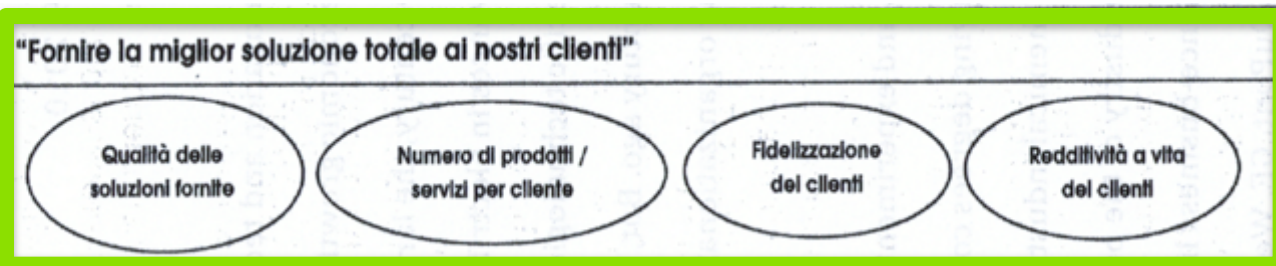 “Fornire la miglior soluzione totale ai nostri clienti”
Qualità delle
soluzioni fornite
Numero di prodotti /
servizi per cliente
Fidelizzazione
dei clienti
Redditività a vita
dei clienti